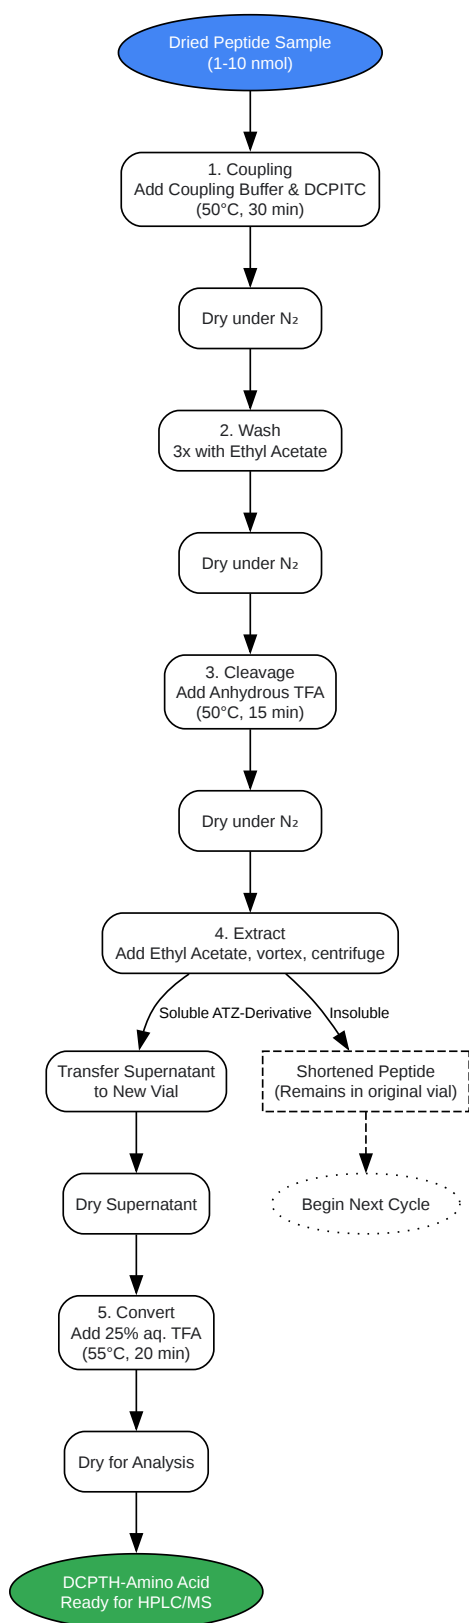 Dried Peptide Sample
(1-10 nmol)
1. Coupling
Add Coupling Buffer & DCPITC
(50°C, 30 min)
Dry under N₂
2. Wash
3x with Ethyl Acetate
Dry under N₂
3. Cleavage
Add Anhydrous TFA
(50°C, 15 min)
Dry under N₂
4. Extract
Add Ethyl Acetate, vortex, centrifuge
Soluble ATZ-Derivative
Insoluble
Transfer Supernatant
to New Vial
Shortened Peptide
(Remains in original vial)
Dry Supernatant
Begin Next Cycle
5. Convert
Add 25% aq. TFA
(55°C, 20 min)
Dry for Analysis
DCPTH-Amino Acid
Ready for HPLC/MS